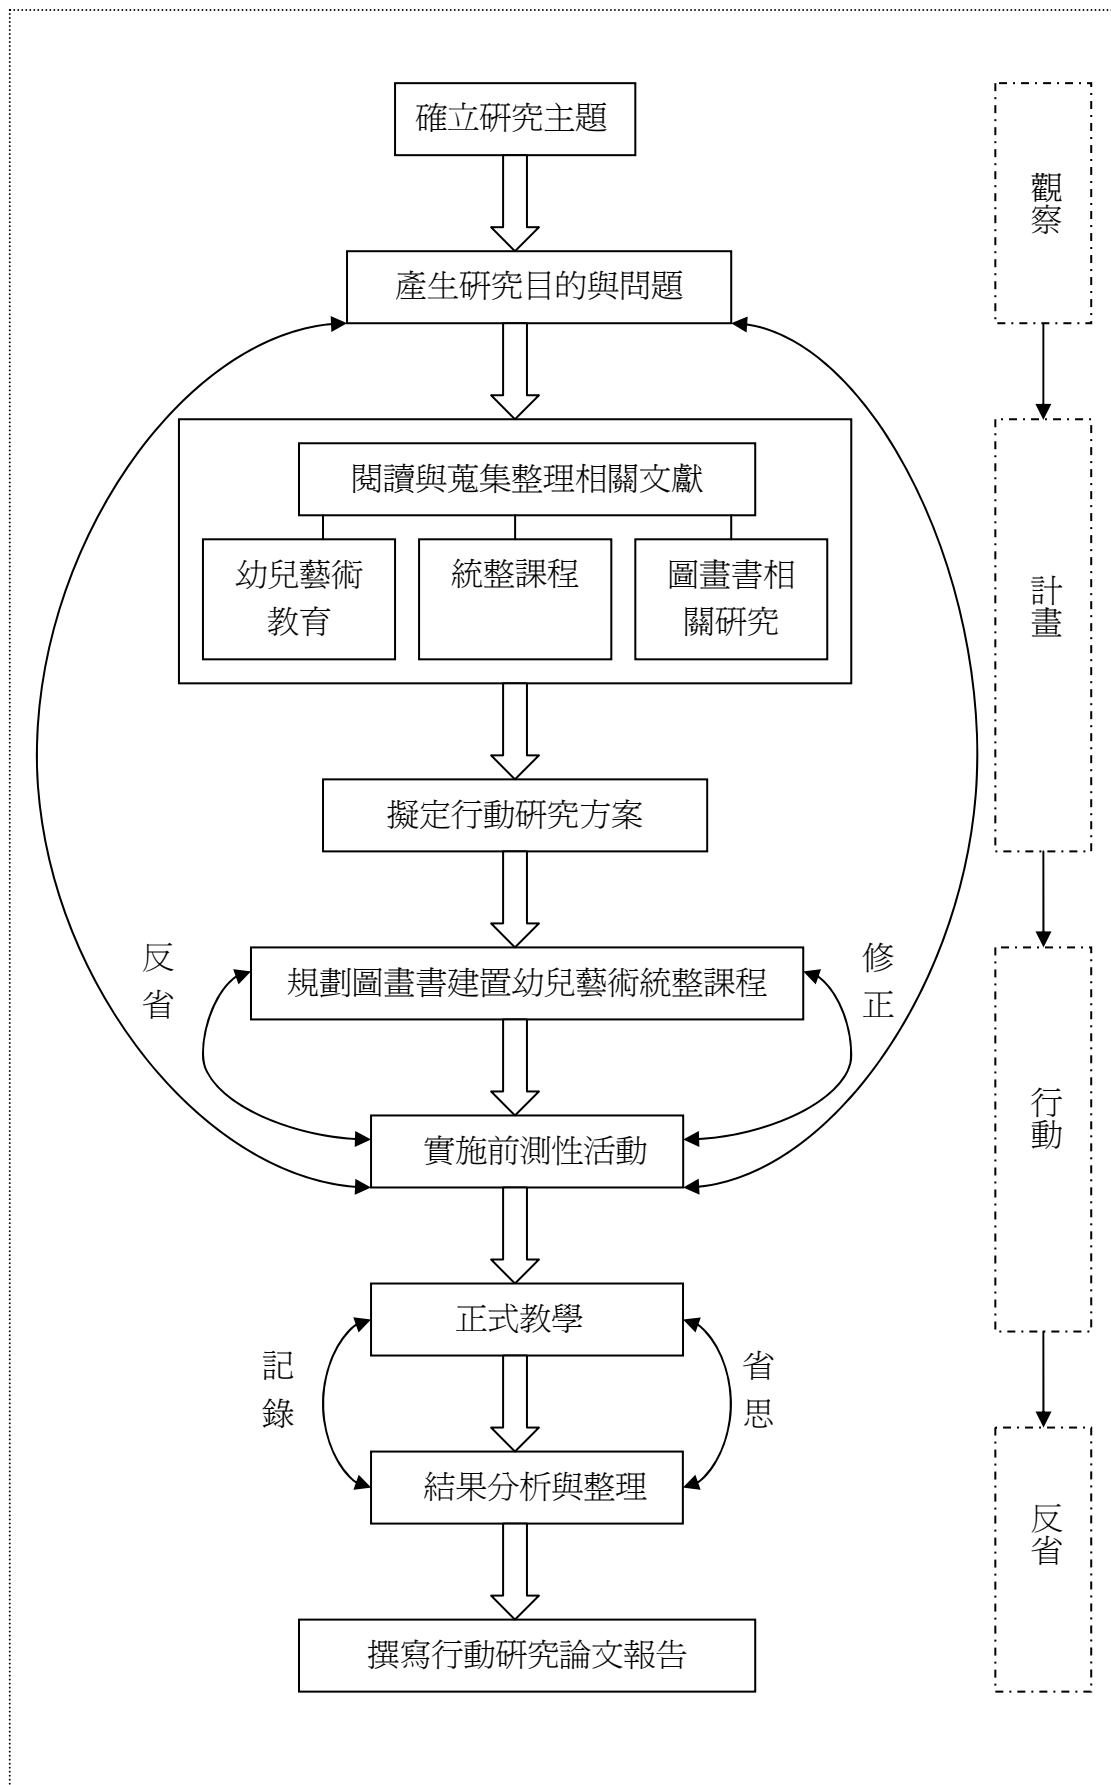 確立研究主題
產生研究目的與問題
閱讀與蒐集整理相關文獻
幼兒藝術
教育
統整課程
圖畫書相
關研究
擬定行動研究方案
反
省
規劃圖畫書建置幼兒藝術統整課程
修
正
實施前測性活動
正式教學
記
錄
省
思
結果分析與整理
撰寫行動研究論文報告
觀察
計畫
行動
反省